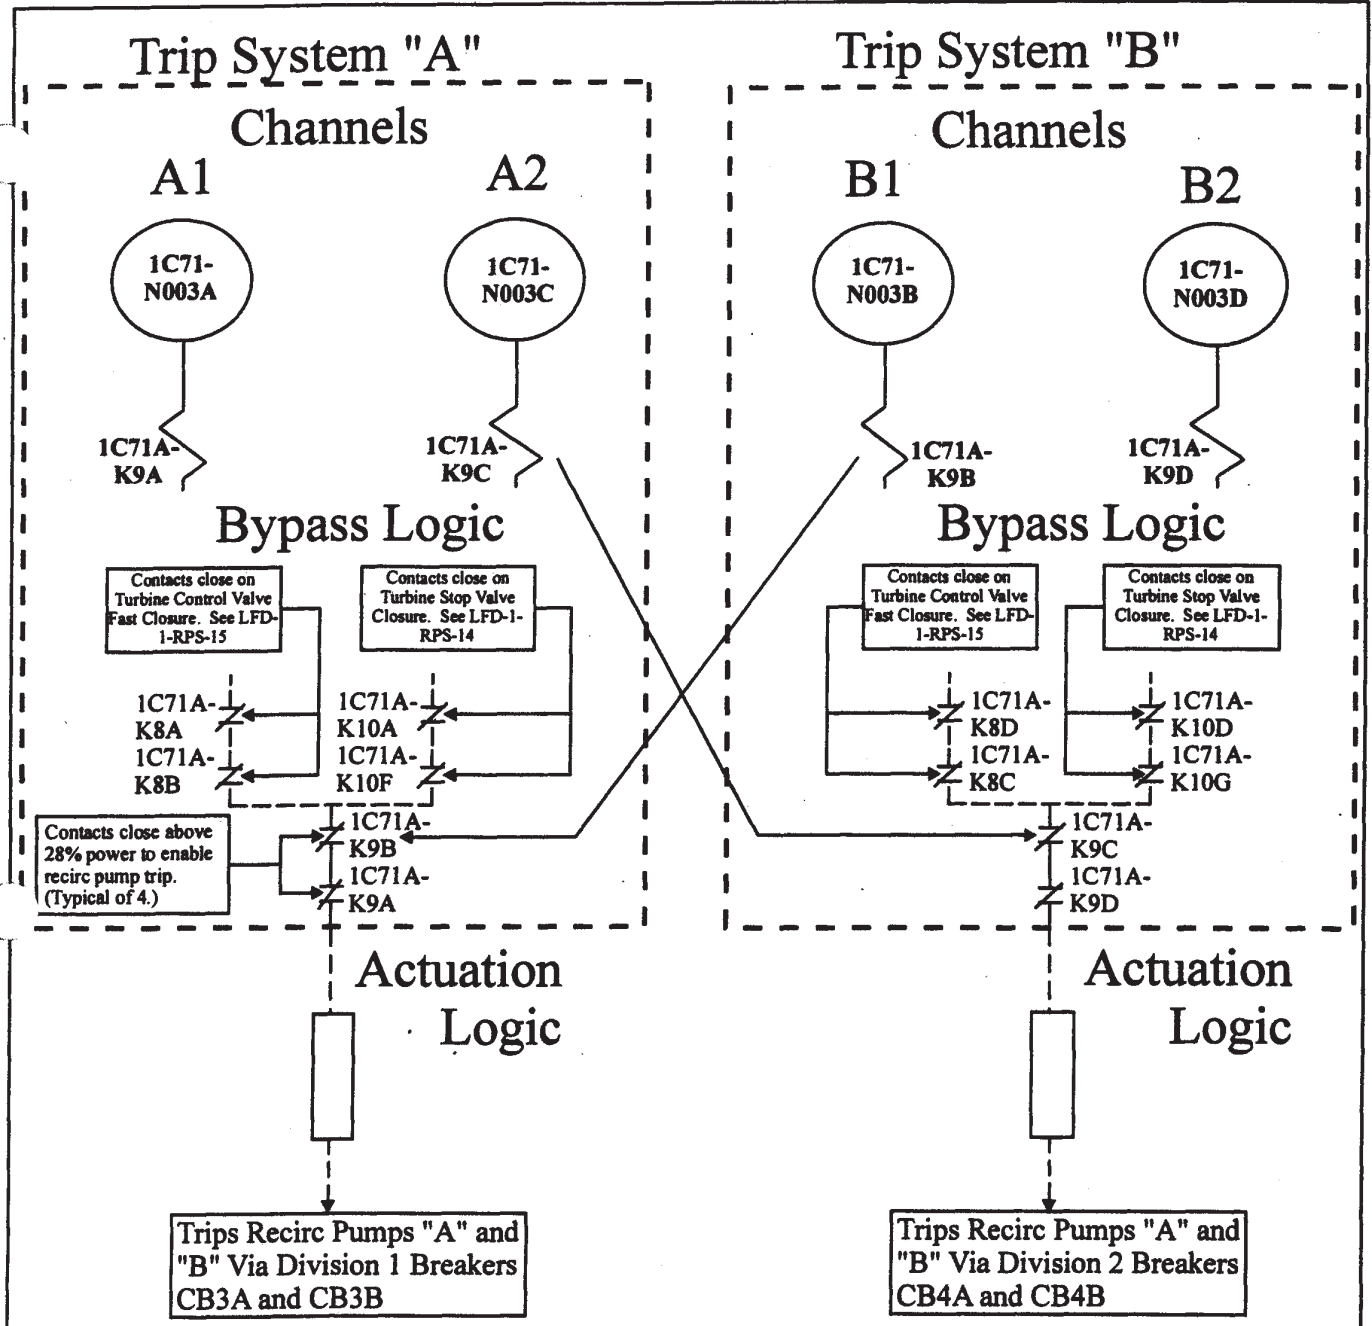 Trip System "A"
Channels
A1
A2
1C71-
N003A
1C71-
N003C
1C71A-
K9A
1C71A-
K9C
Bypass Logic
Contacts close on
Turbine Control Valve
Fast Closure. See LFD-
1-RPS-15
Contacts close on
Turbine Stop Valve
Closure. See LFD-1-
RPS-14
1C71A-
K8A
1C71A-
K8B
1C71A-
K10A
1C71A-
K10F
Contacts close above
28% power to enable
recirc pump trip.
(Typical of 4.)
1C71A-
K9B
1C71A-
K9A
Actuation
Logic
Trips Recirc Pumps "A" and
"B" Via Division 1 Breakers
CB3A and CB3B
Trip System "B"
Channels
B1
B2
1C71-
N003B
1C71-
N003D
1C71A-
K9B
1C71A-
K9D
Bypass Logic
Contacts close on
Turbine Control Valve
Fast Closure. See LFD-
1-RPS-15
Contacts close on
Turbine Stop Valve
Closure. See LFD-1-
RPS-14
1C71A-
K8D
1C71A-
K8C
1C71A-
K10D
1C71A-
K10G
1C71A-
K9C
1C71A-
K9D
Actuation
Logic
Trips Recirc Pumps "A" and
"B" Via Division 2 Breakers
CB4A and CB4B